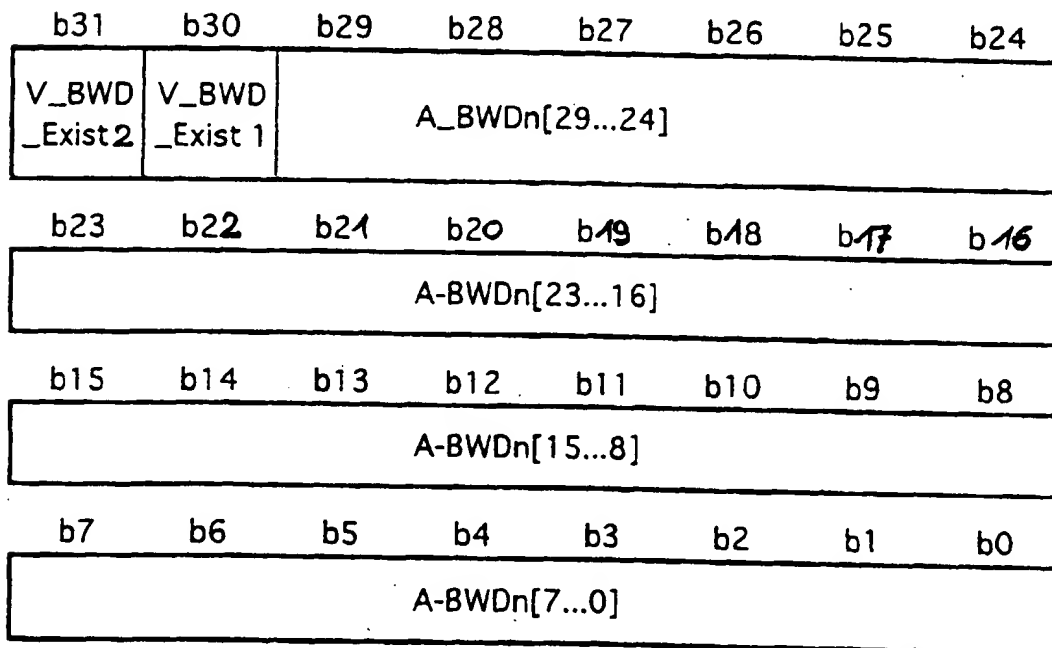 b31 b30 b29 b28 b27 b26 b25 b24
V_BWD V_BWD
_Exist2 _Exist 1
A_BWDn[29...24]
b23 b22 b21 b20 b19 b18 b17 b16
A-BWDn[23...16]
b15 b14 b13 b12 b11 b10 b9 b8
A-BWDn[15...8]
b7 b6 b5 b4 b3 b2 b1 b0
A-BWDn[7...0]